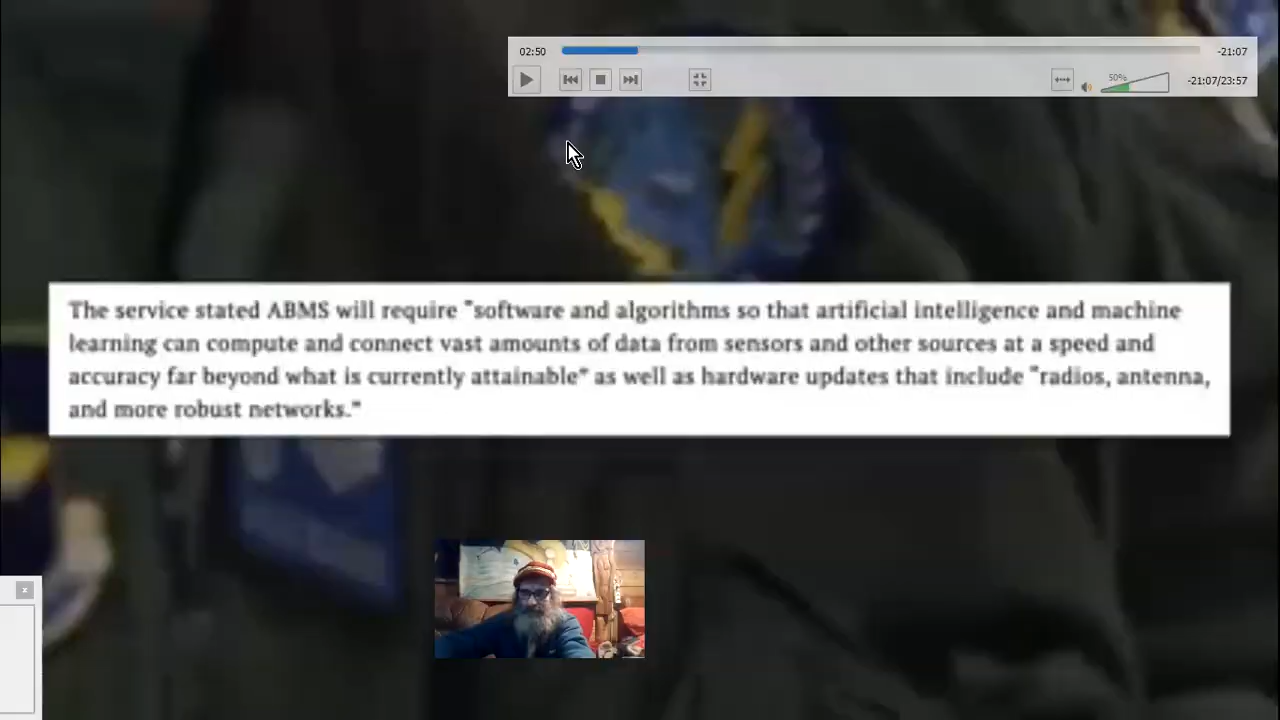 02:50
-21:07
50%
-21:07/23:57
The service stated ABMS will require "software and algorithms so that artificial intelligence and machine
learning can compute and connect vast amounts of data from sensors and other sources at a speed and
accuracy far beyond what is currently attainable" as well as hardware updates that include "radios, antenna,
and more robust networks."